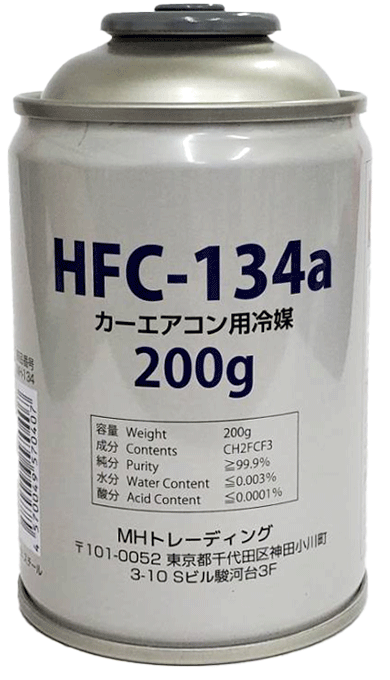 HFC-134a
カーエアコン用冷媒
200g
容量 Weight 200g
成分 Contents CH2FCF3
純分 Purity ≧99.9%
水分 Water Content ≦0.003%
酸分 Acid Content ≦0.0001%
MHトレーディング
〒101-0052 東京都千代田区神田小川町
3-10 Sビル駿河台3F
4570049570407